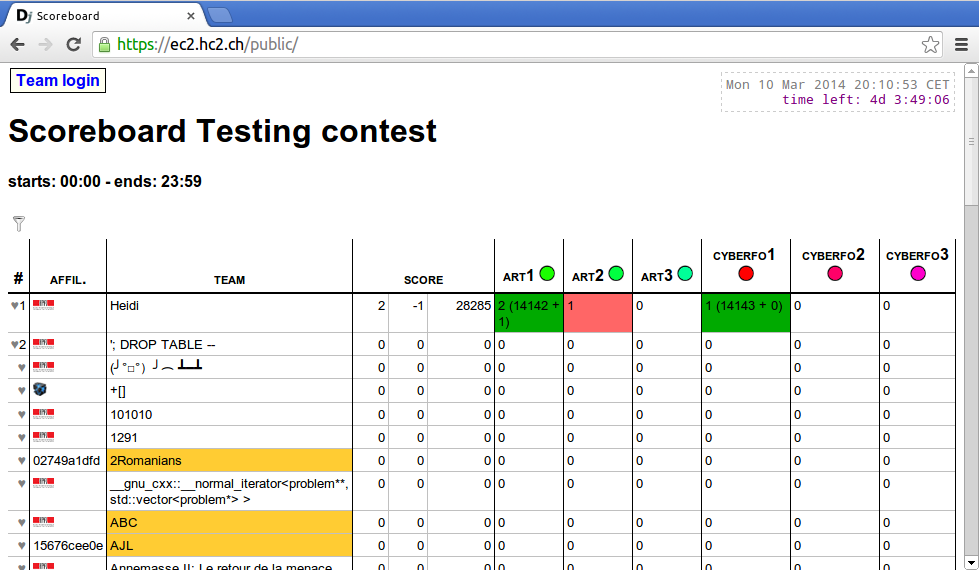 Dj Scoreboard
https://ec2.hc2.ch/public/
Team login
Mon 10 Mar 2014 20:10:53 CET
time left: 4d 3:49:06
Scoreboard Testing contest
starts: 00:00 - ends: 23:59
# AFFIL. TEAM SCORE ART1 ART2 ART3 CYBERFO1 CYBERFO2 CYBERFO3
♥1 Heidi 2 -1 28285 2 (14142 + 1) 1 0 1 (14143 + 0) 0 0
♥2 '; DROP TABLE -- 0 0 0 0 0 0 0 0 0
♥ (╯°□°）╯︵ ┻━┻ 0 0 0 0 0 0 0 0 0
♥ +[] 0 0 0 0 0 0 0 0 0
♥ 101010 0 0 0 0 0 0 0 0 0
♥ 1291 0 0 0 0 0 0 0 0 0
♥ 02749a1dfd 2Romanians 0 0 0 0 0 0 0 0 0
♥ __gnu_cxx::__normal_iterator<problem**, 0 0 0 0 0 0 0 0 0
std::vector<problem*> >
♥ ABC 0 0 0 0 0 0 0 0 0
♥ 15676cee0e AJL 0 0 0 0 0 0 0 0 0
♥ Annemasse II: Le retour de la menace 0 0 0 0 0 0 0 0 0